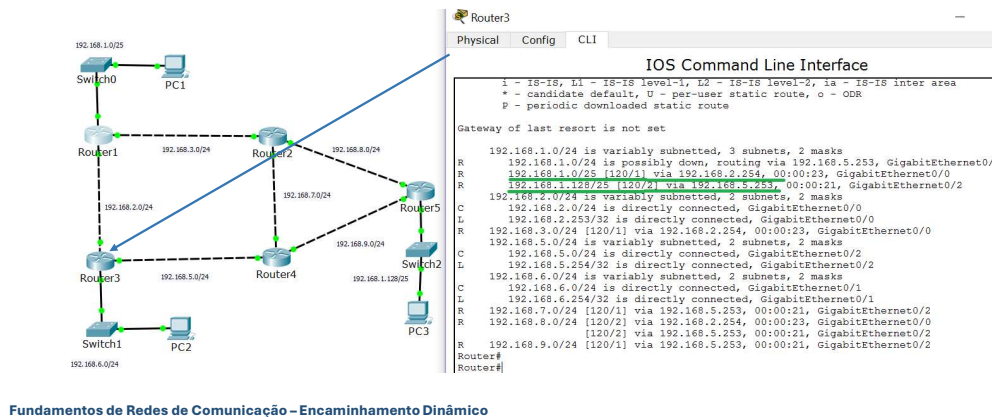 192.168.1.0/25
Switch0
PC1
Router1
192.168.3.0/24
Router2
192.168.8.0/24
192.168.7.0/24
Router5
192.168.2.0/24
192.168.9.0/24
Switch2
192.168.1.128/25
Router3
192.168.5.0/24
Router4
PC3
Switch1
PC2
192.168.6.0/24
Router3
Physical Config CLI
IOS Command Line Interface
i - IS-IS, L1 - IS-IS level-1, L2 - IS-IS level-2, ia - IS-IS inter area
* - candidate default, U - per-user static route, o - ODR
P - periodic downloaded static route
Gateway of last resort is not set
192.168.1.0/24 is variably subnetted, 3 subnets, 2 masks
R 192.168.1.0/24 is possibly down, routing via 192.168.5.253, GigabitEthernet0/
R 192.168.1.0/25 [120/1] via 192.168.2.254, 00:00:23, GigabitEthernet0/0
R 192.168.1.128/25 [120/2] via 192.168.5.253, 00:00:21, GigabitEthernet0/2
192.168.2.0/24 is variably subnetted, 2 subnets, 2 masks
C 192.168.2.0/24 is directly connected, GigabitEthernet0/0
L 192.168.2.253/32 is directly connected, GigabitEthernet0/0
R 192.168.3.0/24 [120/1] via 192.168.2.254, 00:00:23, GigabitEthernet0/0
192.168.5.0/24 is variably subnetted, 2 subnets, 2 masks
C 192.168.5.0/24 is directly connected, GigabitEthernet0/2
L 192.168.5.254/32 is directly connected, GigabitEthernet0/2
192.168.6.0/24 is variably subnetted, 2 subnets, 2 masks
C 192.168.6.0/24 is directly connected, GigabitEthernet0/1
L 192.168.6.254/32 is directly connected, GigabitEthernet0/1
R 192.168.7.0/24 [120/1] via 192.168.5.253, 00:00:21, GigabitEthernet0/2
R 192.168.8.0/24 [120/2] via 192.168.2.254, 00:00:23, GigabitEthernet0/0
[120/2] via 192.168.5.253, 00:00:21, GigabitEthernet0/2
R 192.168.9.0/24 [120/1] via 192.168.5.253, 00:00:21, GigabitEthernet0/2
Router#
Router#
Fundamentos de Redes de Comunicação – Encaminhamento Dinâmico